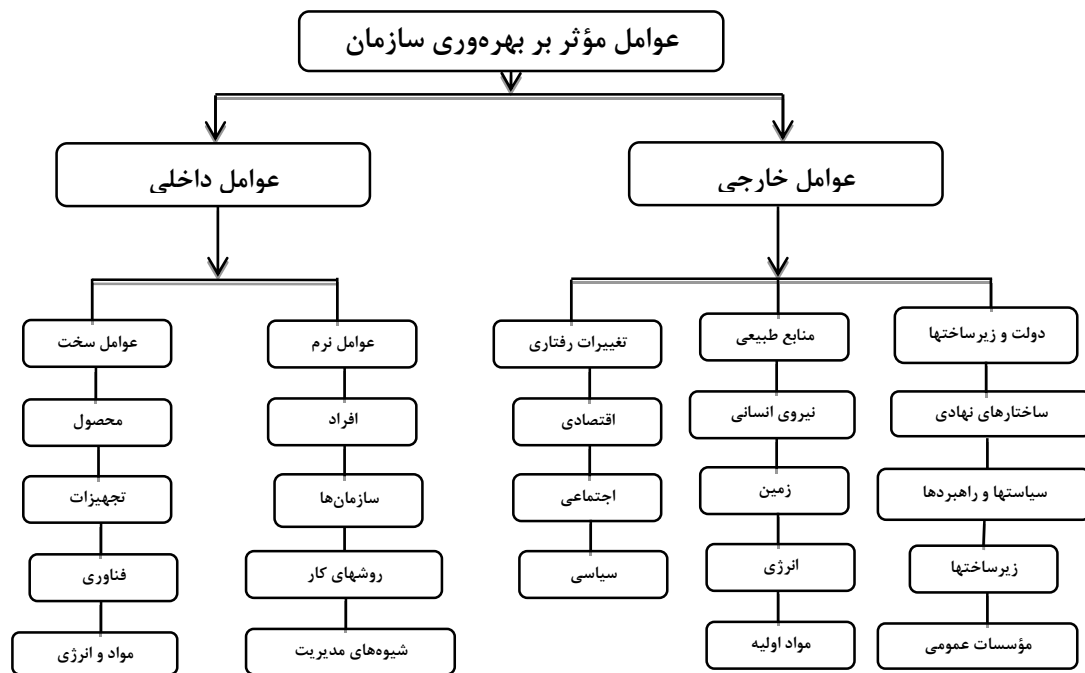 عوامل مؤثر بر بهره‌وری سازمان
عوامل خارجی
عوامل داخلی
دولت و زیرساختها
ساختارهای نهادی
سیاستها و راهبردها
زیرساختها
مؤسسات عمومی
منابع طبیعی
نیروی انسانی
زمین
انرژی
مواد اولیه
تغییرات رفتاری
اقتصادی
اجتماعی
سیاسی
عوامل نرم
افراد
سازمان‌ها
روشهای کار
شیوه‌های مدیریت
عوامل سخت
محصول
تجهیزات
فناوری
مواد و انرژی